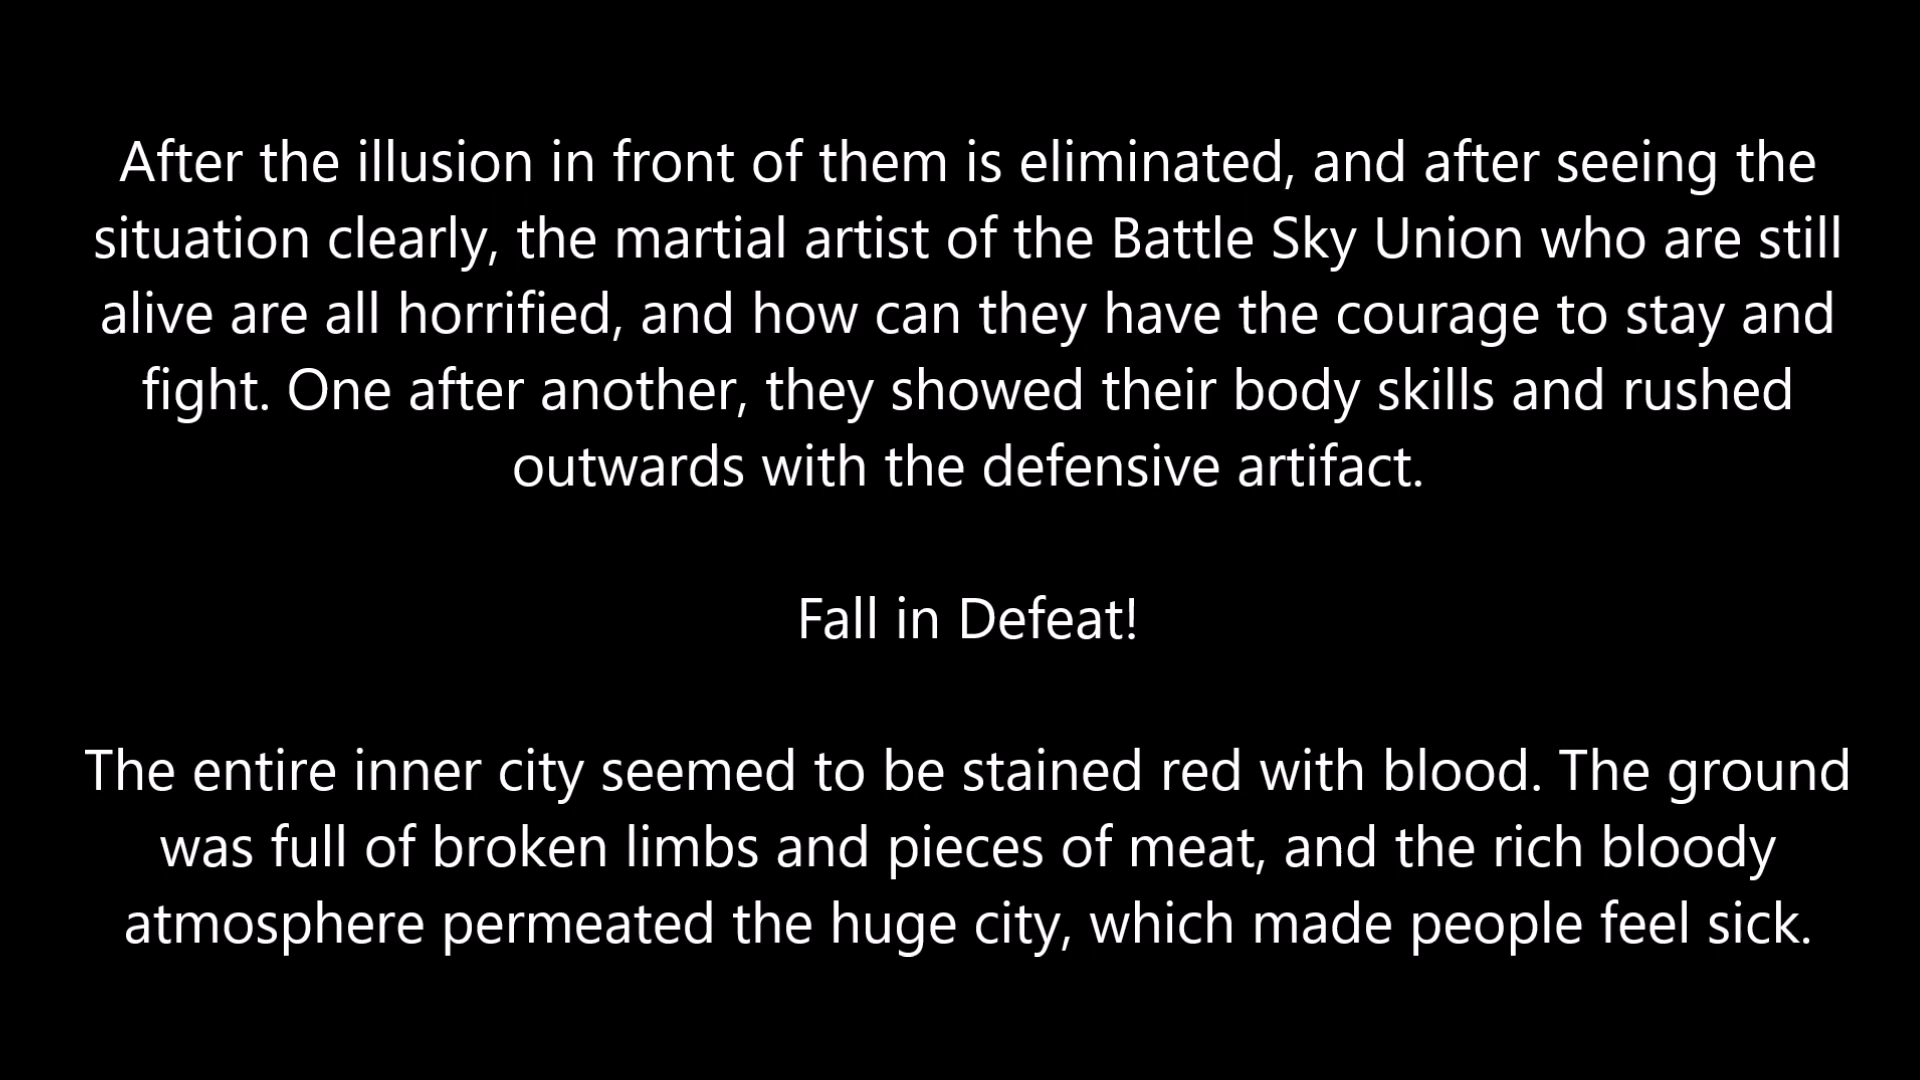 After the illusion in front of them is eliminated, and after seeing the
situation clearly, the martial artist of the Battle Sky Union who are still
alive are all horrified, and how can they have the courage to stay and
fight. One after another, they showed their body skills and rushed
outwards with the defensive artifact.
Fall in Defeat!
The entire inner city seemed to be stained red with blood. The ground
was full of broken limbs and pieces of meat, and the rich bloody
atmosphere permeated the huge city, which made people feel sick.